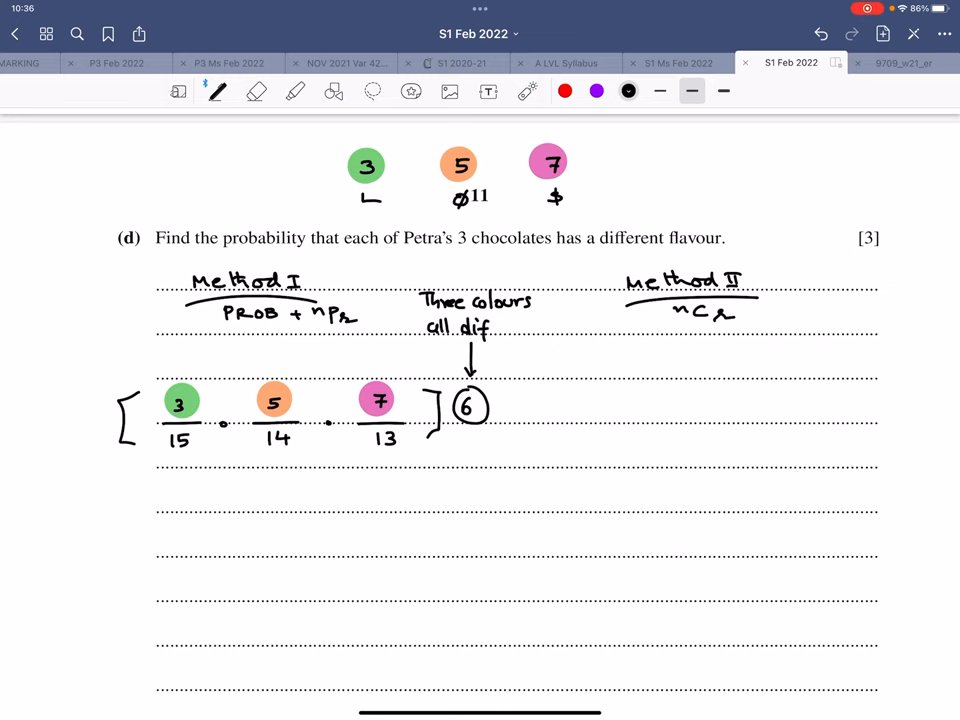 10:36
86%
S1 Feb 2022
MARKING
P3 Feb 2022
P3 Ms Feb 2022
NOV 2021 Var 42...
S1 2020-21
A LVL Syllabus
S1 Ms Feb 2022
S1 Feb 2022
9709_w21_er
3 5 7
L 11 $
(d) Find the probability that each of Petra's 3 chocolates has a different flavour. [3]
Method I
PROB + nPr
Three colours
all dif
Method II
nCr
[ 3/15 . 5/14 . 7/13 ] 6